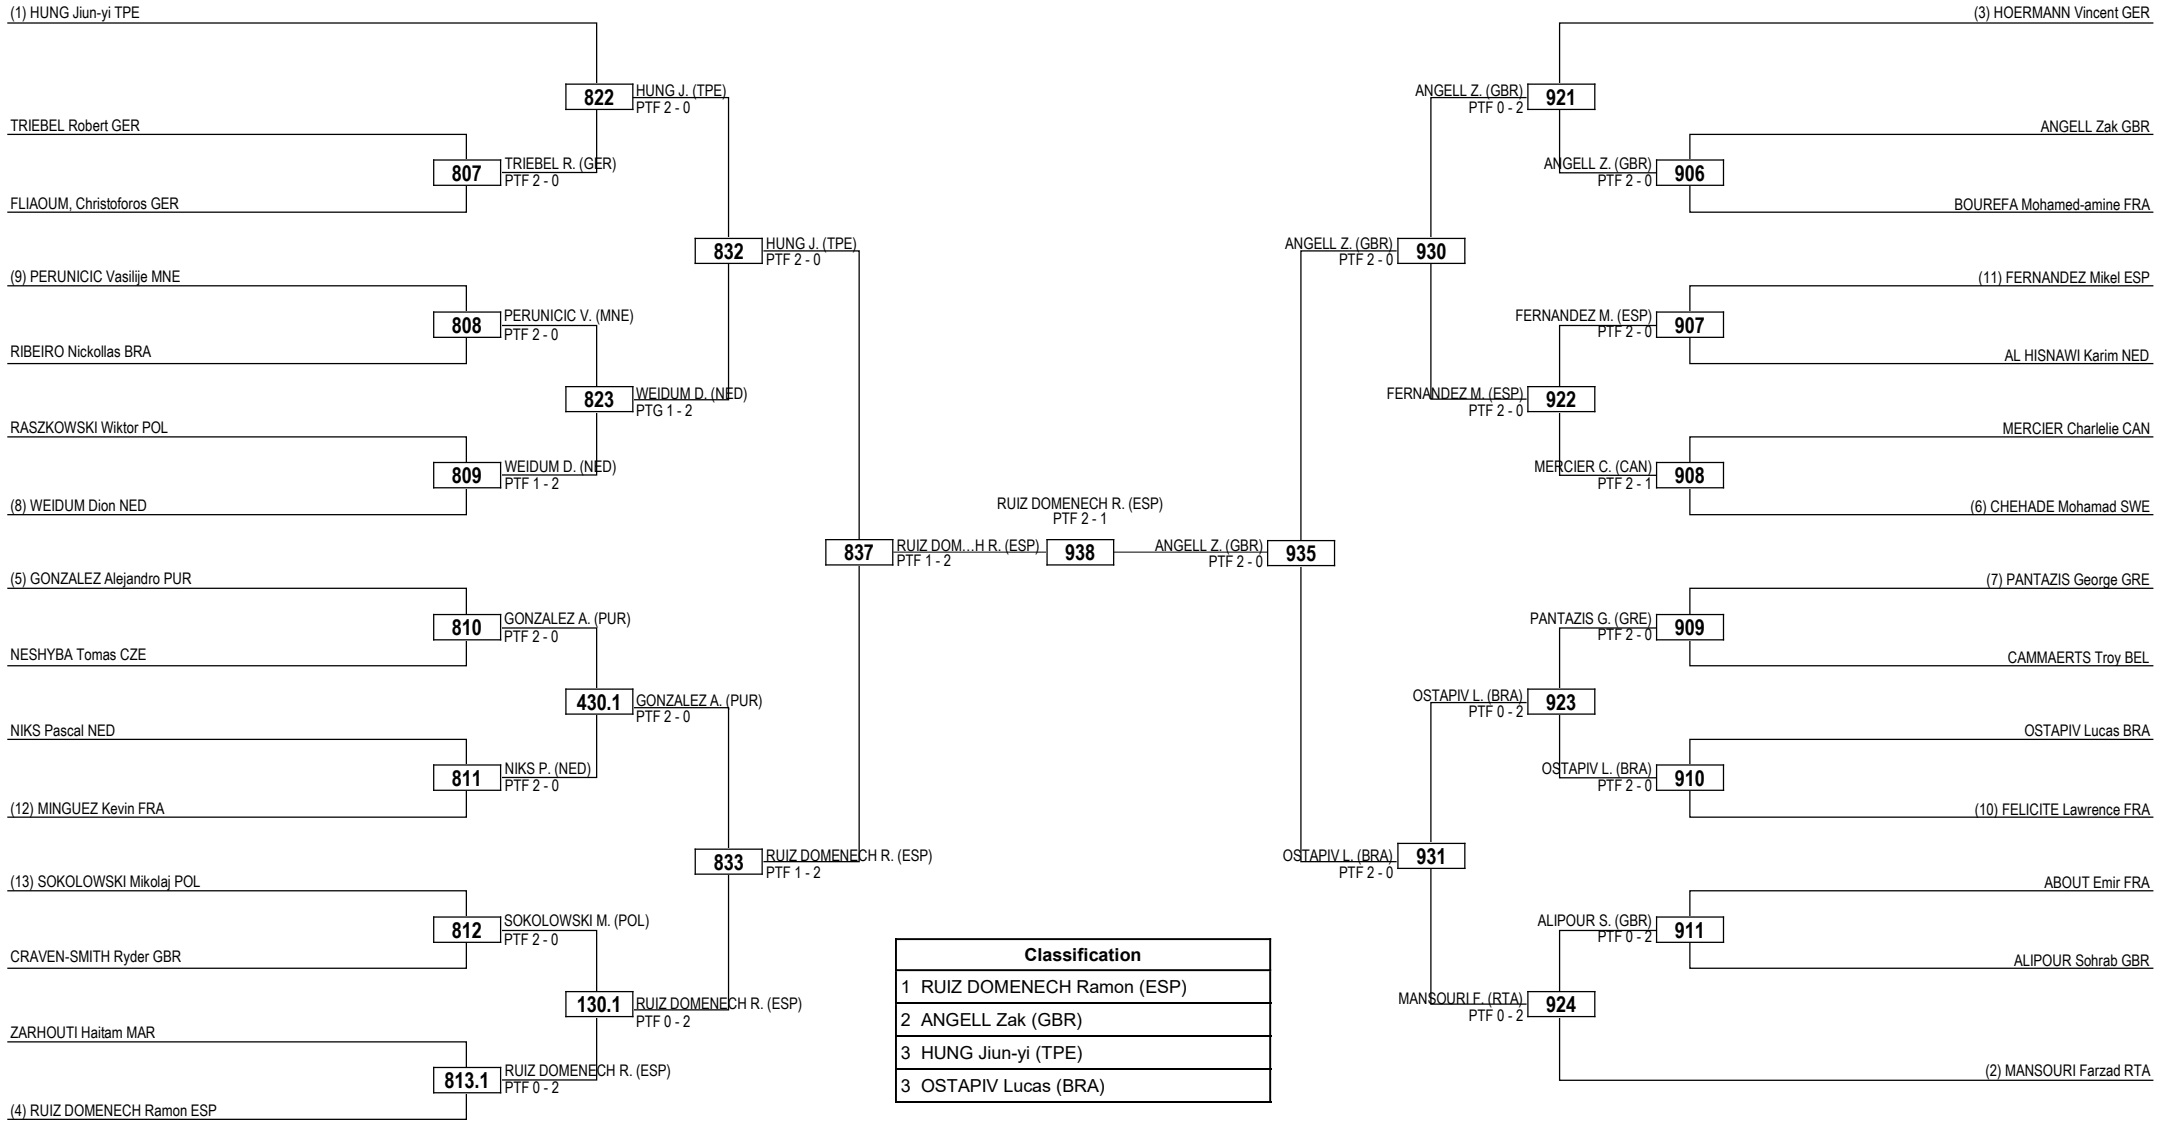 (1) HUNG Jiun-yi TPE
822
HUNG J. (TPE)
PTF 2 - 0
TRIEBEL Robert GER
807
TRIEBEL R. (GER)
PTF 2 - 0
FLIAOUM, Christoforos GER
832
HUNG J. (TPE)
PTF 2 - 0
(9) PERUNICIC Vasilije MNE
808
PERUNICIC V. (MNE)
PTF 2 - 0
RIBEIRO Nickollas BRA
823
WEIDUM D. (NED)
PTG 1 - 2
RASZKOWSKI Wiktor POL
809
WEIDUM D. (NED)
PTF 1 - 2
(8) WEIDUM Dion NED
837
RUIZ DOM...H R. (ESP)
PTF 1 - 2
(5) GONZALEZ Alejandro PUR
810
GONZALEZ A. (PUR)
PTF 2 - 0
NESHYBA Tomas CZE
430.1
GONZALEZ A. (PUR)
PTF 2 - 0
NIKS Pascal NED
811
NIKS P. (NED)
PTF 2 - 0
(12) MINGUEZ Kevin FRA
833
RUIZ DOMENECH R. (ESP)
PTF 1 - 2
(13) SOKOLOWSKI Mikolaj POL
812
SOKOLOWSKI M. (POL)
PTF 2 - 0
CRAVEN-SMITH Ryder GBR
130.1
RUIZ DOMENECH R. (ESP)
PTF 0 - 2
ZARHOUTI Haitam MAR
813.1
RUIZ DOMENECH R. (ESP)
PTF 0 - 2
(4) RUIZ DOMENECH Ramon ESP
RUIZ DOMENECH R. (ESP)
PTF 2 - 1
938
(3) HOERMANN Vincent GER
ANGELL Z. (GBR)
PTF 0 - 2
921
ANGELL Zak GBR
ANGELL Z. (GBR)
PTF 2 - 0
906
BOUREFA Mohamed-amine FRA
ANGELL Z. (GBR)
PTF 2 - 0
930
(11) FERNANDEZ Mikel ESP
FERNANDEZ M. (ESP)
PTF 2 - 0
907
AL HISNAWI Karim NED
FERNANDEZ M. (ESP)
PTF 2 - 0
922
MERCIER Charlelie CAN
MERCIER C. (CAN)
PTF 2 - 1
908
(6) CHEHADE Mohamad SWE
ANGELL Z. (GBR)
PTF 2 - 0
935
(7) PANTAZIS George GRE
PANTAZIS G. (GRE)
PTF 2 - 0
909
CAMMAERTS Troy BEL
OSTAPIV L. (BRA)
PTF 0 - 2
923
OSTAPIV Lucas BRA
OSTAPIV L. (BRA)
PTF 2 - 0
910
(10) FELICITE Lawrence FRA
OSTAPIV L. (BRA)
PTF 2 - 0
931
ABOUT Emir FRA
ALIPOUR S. (GBR)
PTF 0 - 2
911
ALIPOUR Sohrab GBR
MANSOURI F. (RTA)
PTF 0 - 2
924
(2) MANSOURI Farzad RTA
Classification
1 RUIZ DOMENECH Ramon (ESP)
2 ANGELL Zak (GBR)
3 HUNG Jiun-yi (TPE)
3 OSTAPIV Lucas (BRA)